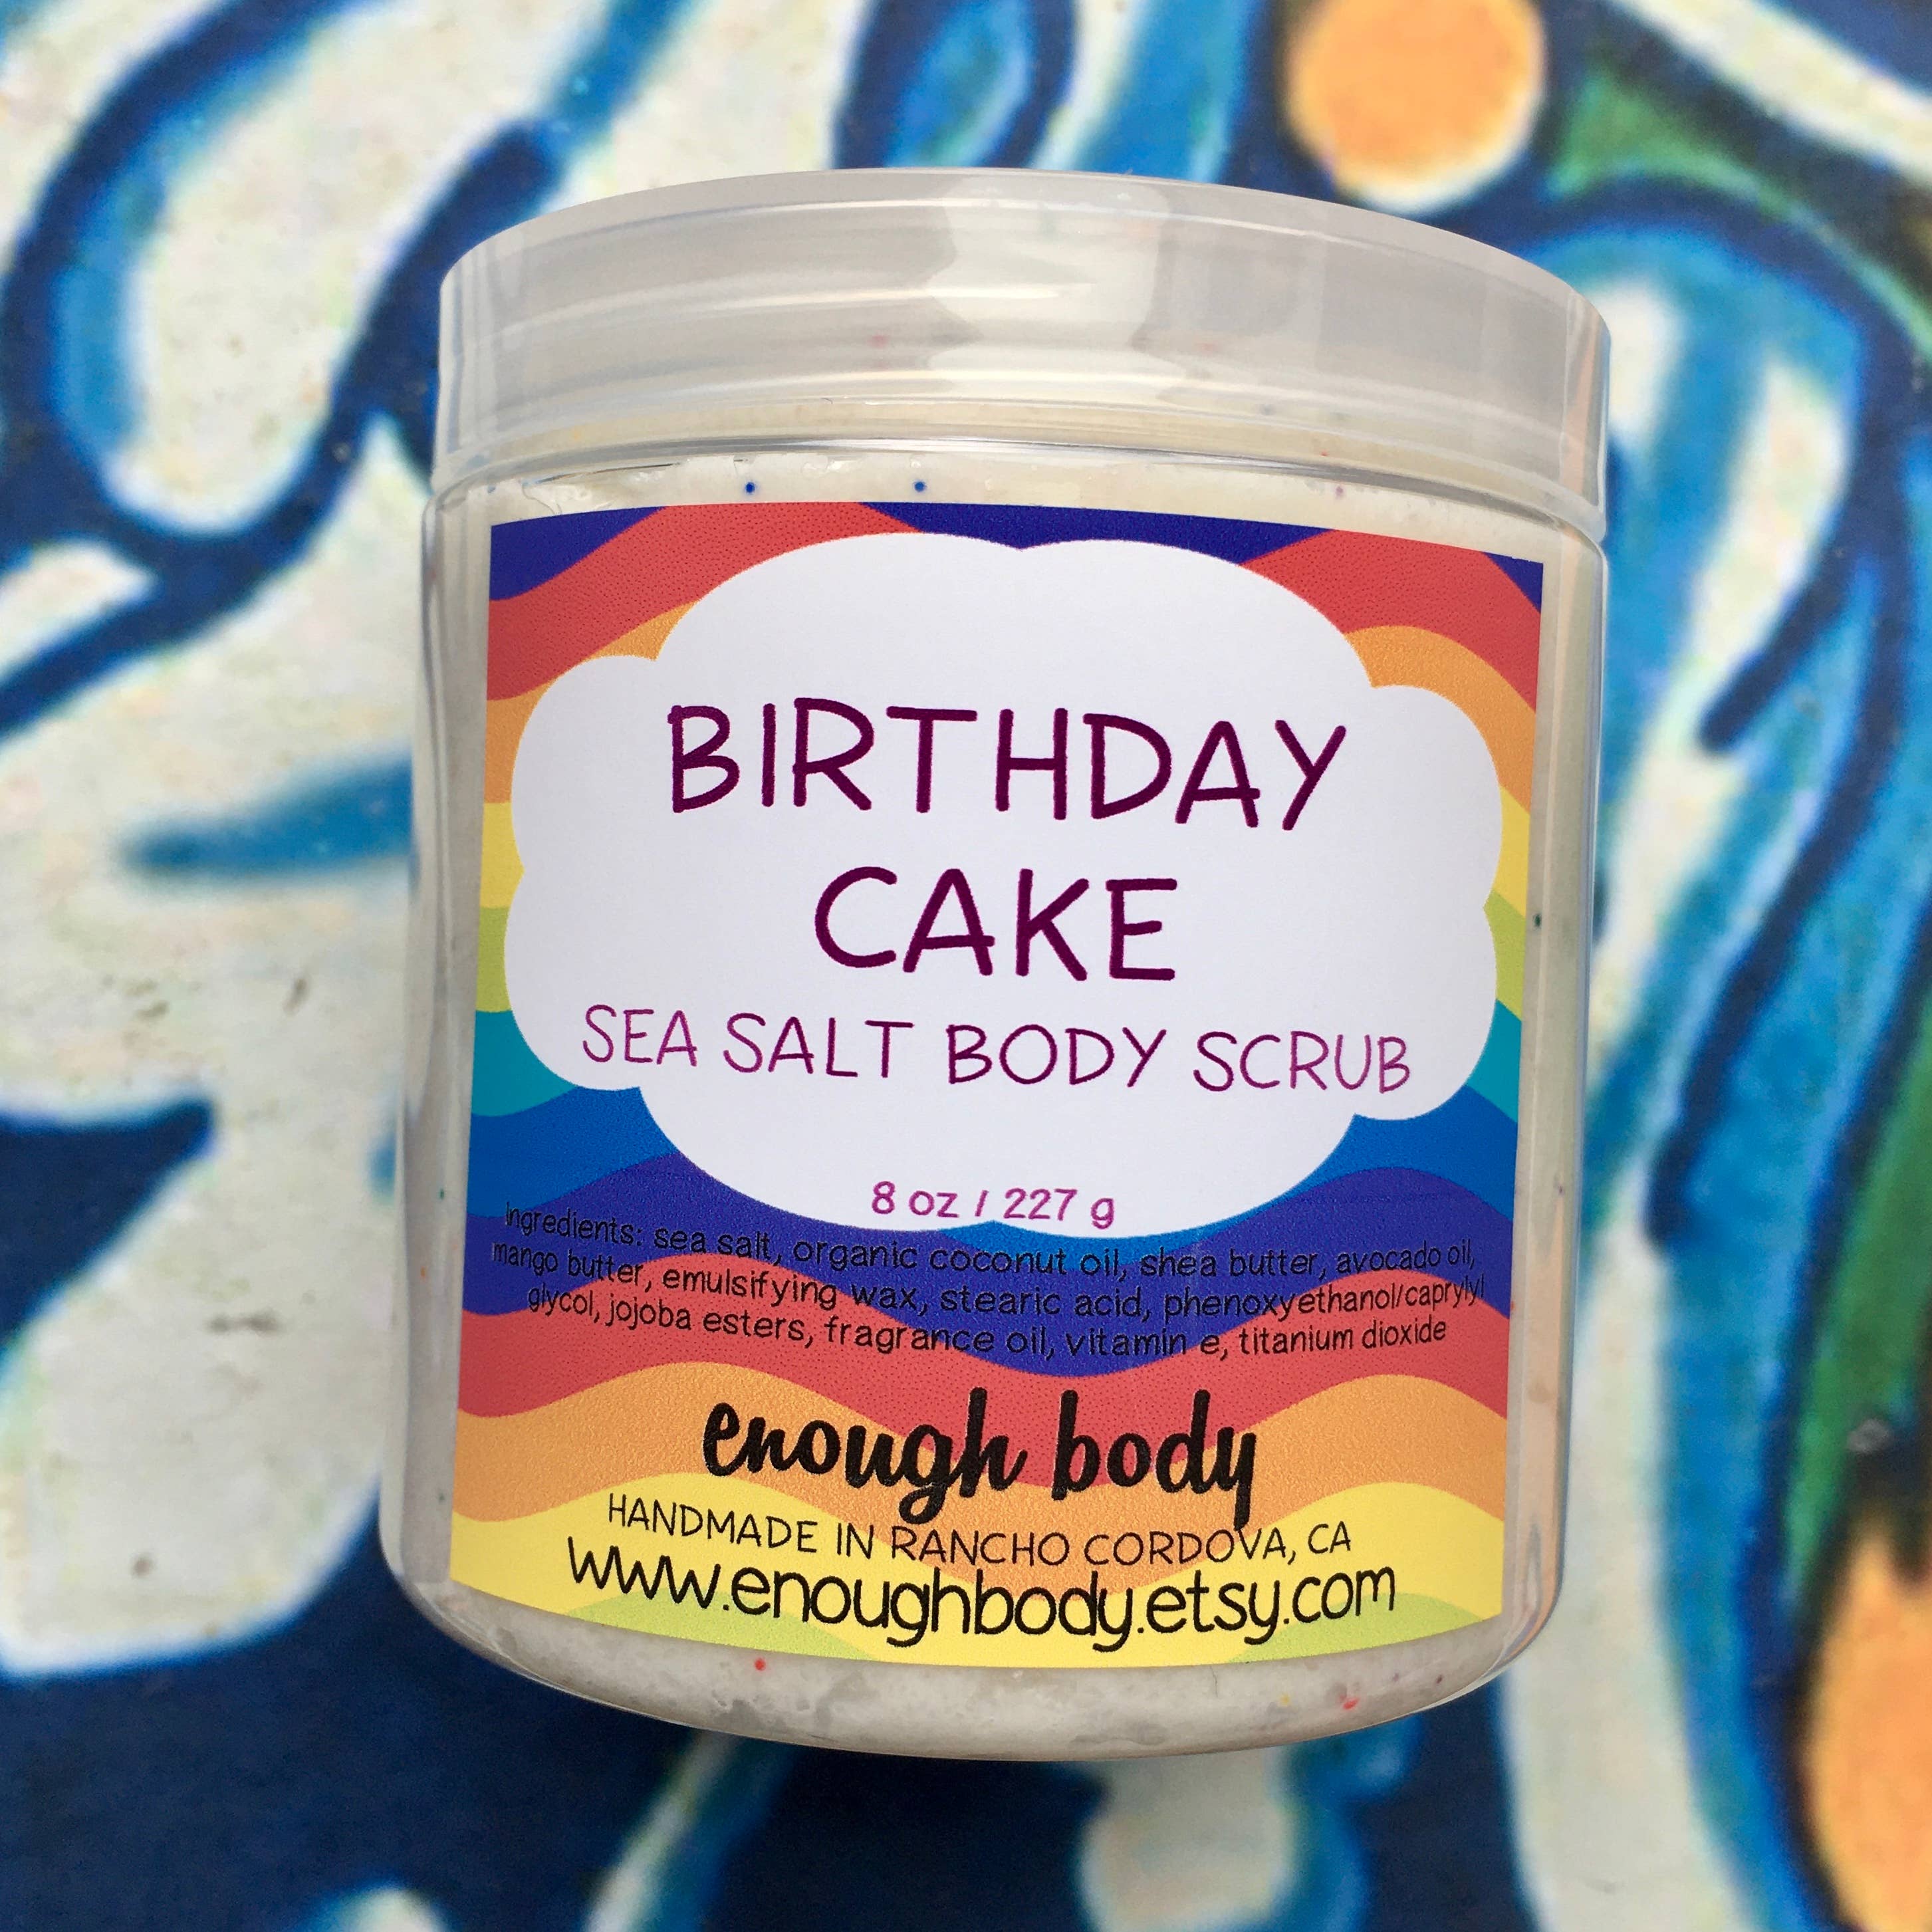 BIRTHDAY
CAKE
SEA SALT BODY SCRUB
8 oz / 227 g
ingredients: sea salt, organic coconut oil, shea butter, avocado oil,
mango butter, emulsifying wax, stearic acid, phenoxyethanol/caprylyl
glycol, jojoba esters, fragrance oil, vitamin e, titanium dioxide
enough body
HANDMADE IN RANCHO CORDOVA, CA
www.enoughbody.etsy.com